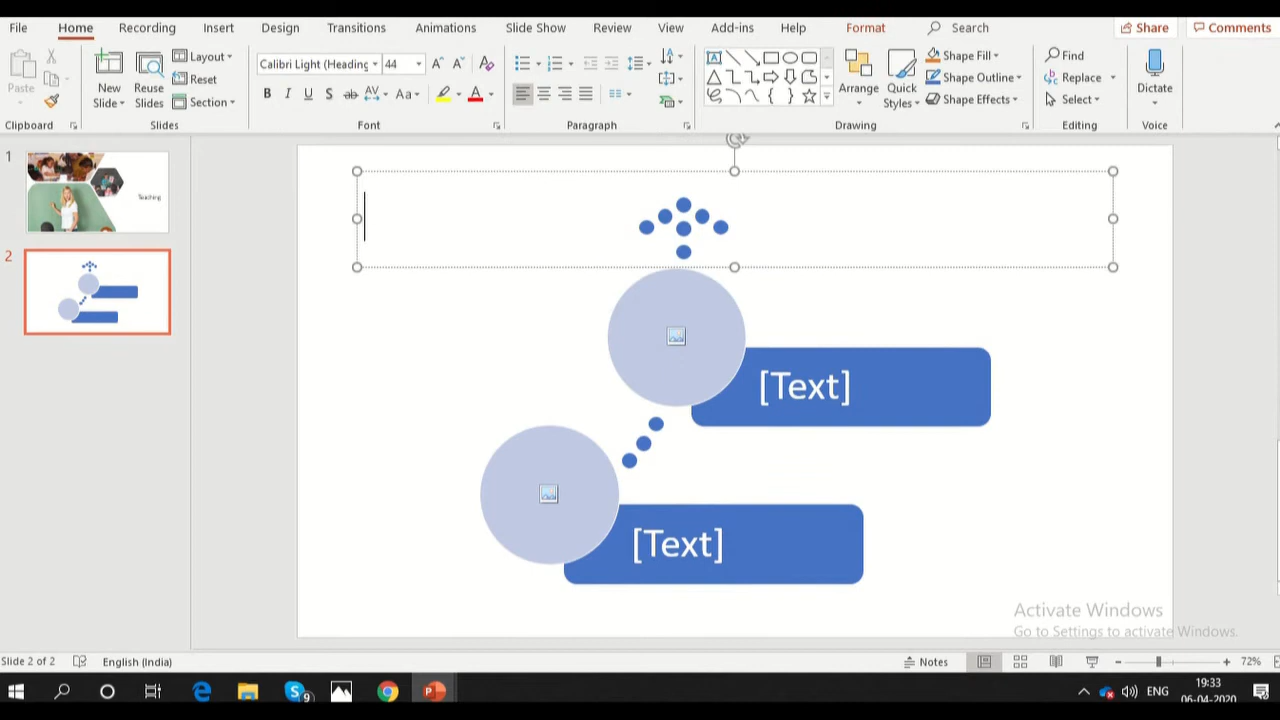 File Home Recording Insert Design Transitions Animations Slide Show Review View Add-ins Help Format Search Share Comments
Paste New Slide Reuse Slides Layout Reset Section
Calibri Light (Heading 44
B I U S ab AV Aa A
Arrange Quick Styles Shape Fill Shape Outline Shape Effects
Find Replace Select Dictate
Clipboard Slides Font Paragraph Drawing Editing Voice
1
Teaching
2
[Text]
[Text]
Activate Windows
Go to Settings to activate Windows.
Slide 2 of 2 English (India) Notes 72%
9 ENG 19:33
06-04-2020